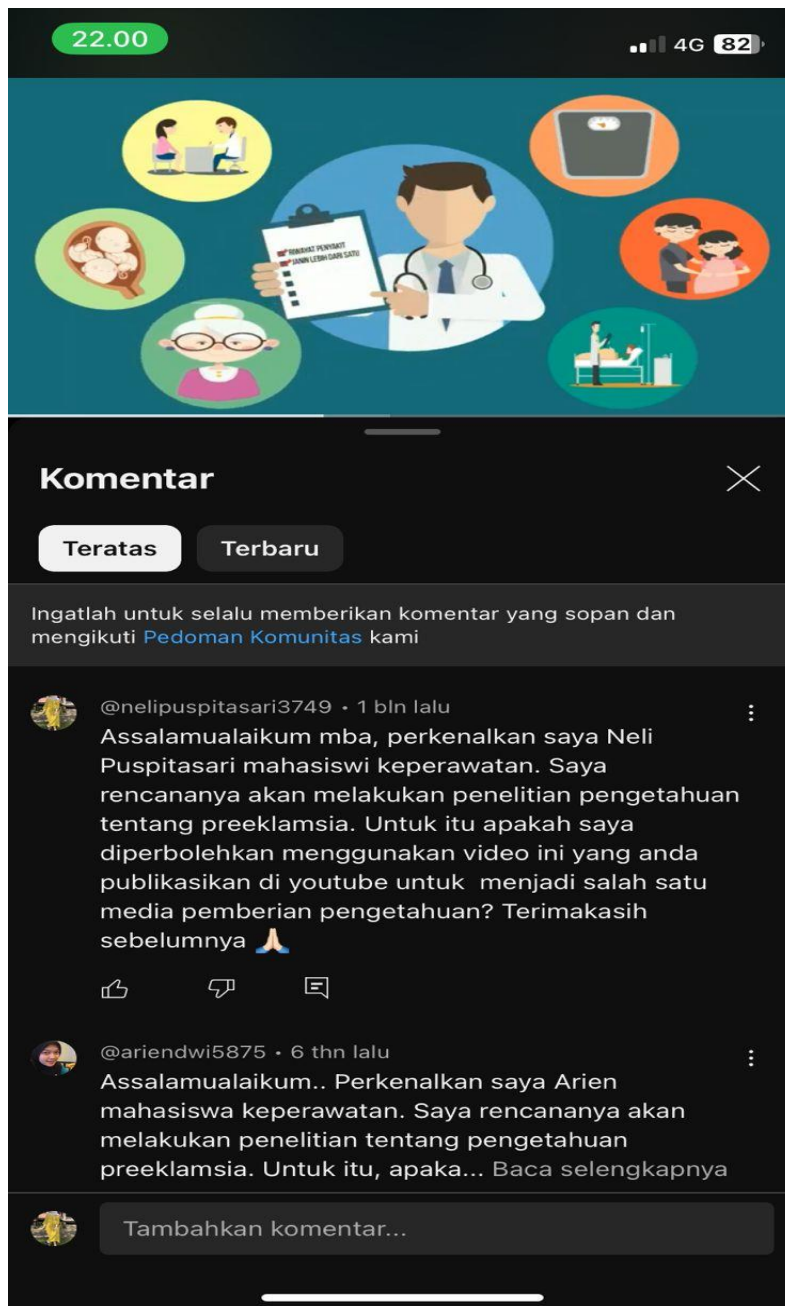 22.00
4G 82
RIWAYAT PENYAKIT
JANIN LEBIH DARI SATU
Komentar
Teratas Terbaru
Ingatlah untuk selalu memberikan komentar yang sopan dan
mengikuti Pedoman Komunitas kami
@nelipuspitasari3749 • 1 bln lalu
Assalamualaikum mba, perkenalkan saya Neli
Puspitasari mahasiswi keperawatan. Saya
rencananya akan melakukan penelitian pengetahuan
tentang preeklamsia. Untuk itu apakah saya
diperbolehkan menggunakan video ini yang anda
publikasikan di youtube untuk menjadi salah satu
media pemberian pengetahuan? Terimakasih
sebelumnya 🙏🏻
@ariendwi5875 • 6 thn lalu
Assalamualaikum.. Perkenalkan saya Arien
mahasiswa keperawatan. Saya rencananya akan
melakukan penelitian tentang pengetahuan
preeklamsia. Untuk itu, apaka... Baca selengkapnya
Tambahkan komentar...